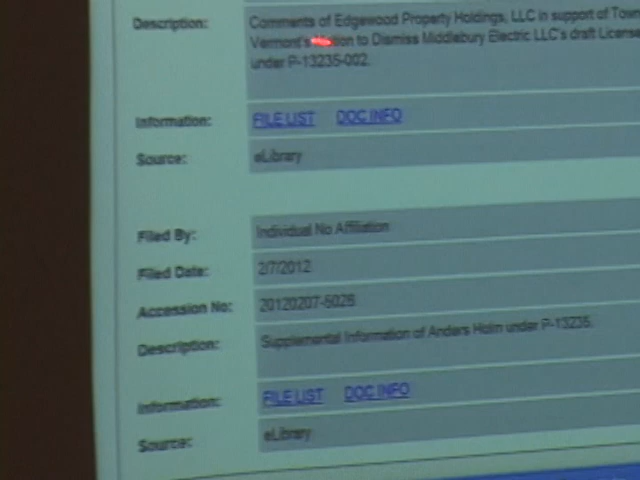 Description: Comments of Edgewood Property Holdings, LLC in support of
Vermont's to Dismiss Middlebury Electric LLC's draft License
under P-13235-002.
Information: FILE LIST DOC INFO
Source: eLibrary
Filed By: Individual No Affiliation
Filed Date: 2/7/2012
Accession No: 20120207-5026
Description: Supplemental Information of Anders Holm under P-13235.
Information: FILE LIST DOC INFO
Source: eLibrary